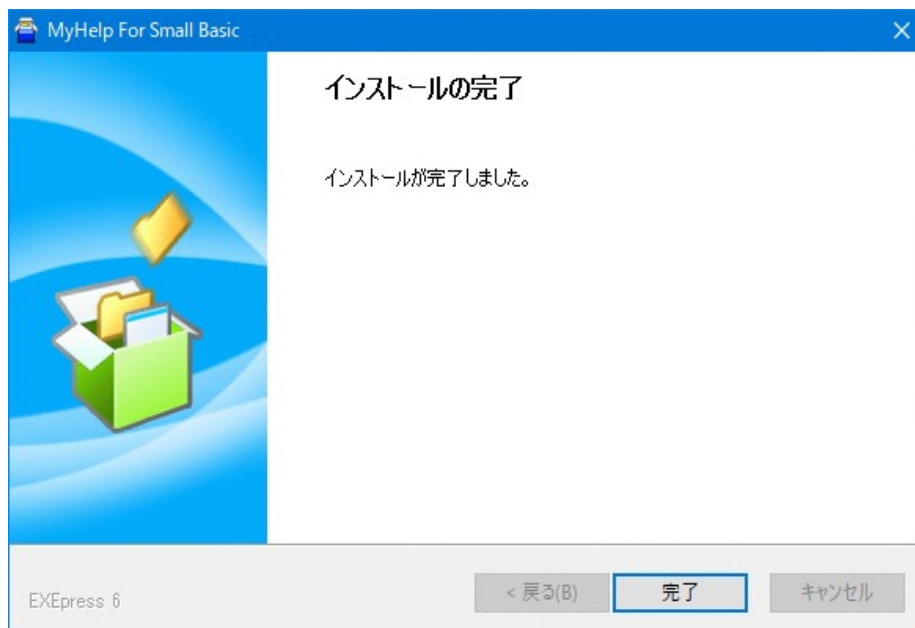 MyHelp For Small Basic
インストールの完了
インストールが完了しました。
EXEpress 6
< 戻る(B)
完了
キャンセル